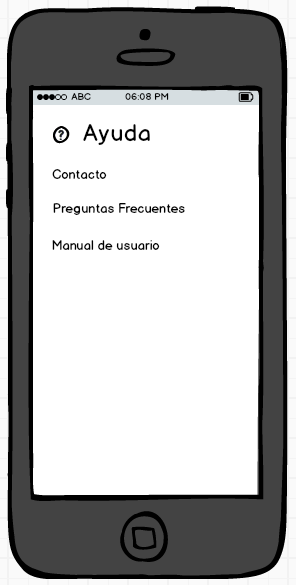 ABC 06:08 PM
? Ayuda
Contacto
Preguntas Frecuentes
Manual de usuario